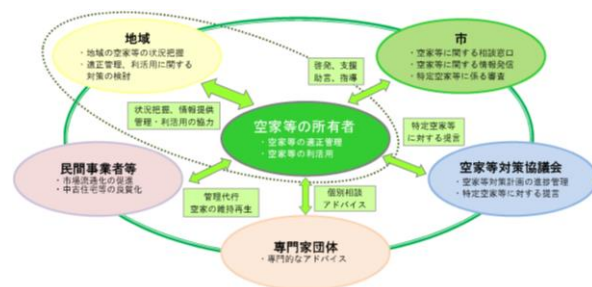 地域
・地域の空家等の状況把握
・適正管理、利活用に関する
対策の検討
市
・空家等に関する相談窓口
・空家等に関する情報発信
・特定空家等に係る審査
啓発、支援
助言、指導
状況把握、情報提供
管理・利活用の協力
空家等の所有者
・空家等の適正管理
・空家等の利活用
特定空家等
に対する提言
民間事業者等
・市場流通化の促進
・中古住宅等の良質化
空家等対策協議会
・空家等対策計画の進捗管理
・特定空家等に対する提言
管理代行
空家の維持再生
個別相談
アドバイス
専門家団体
・専門的なアドバイス